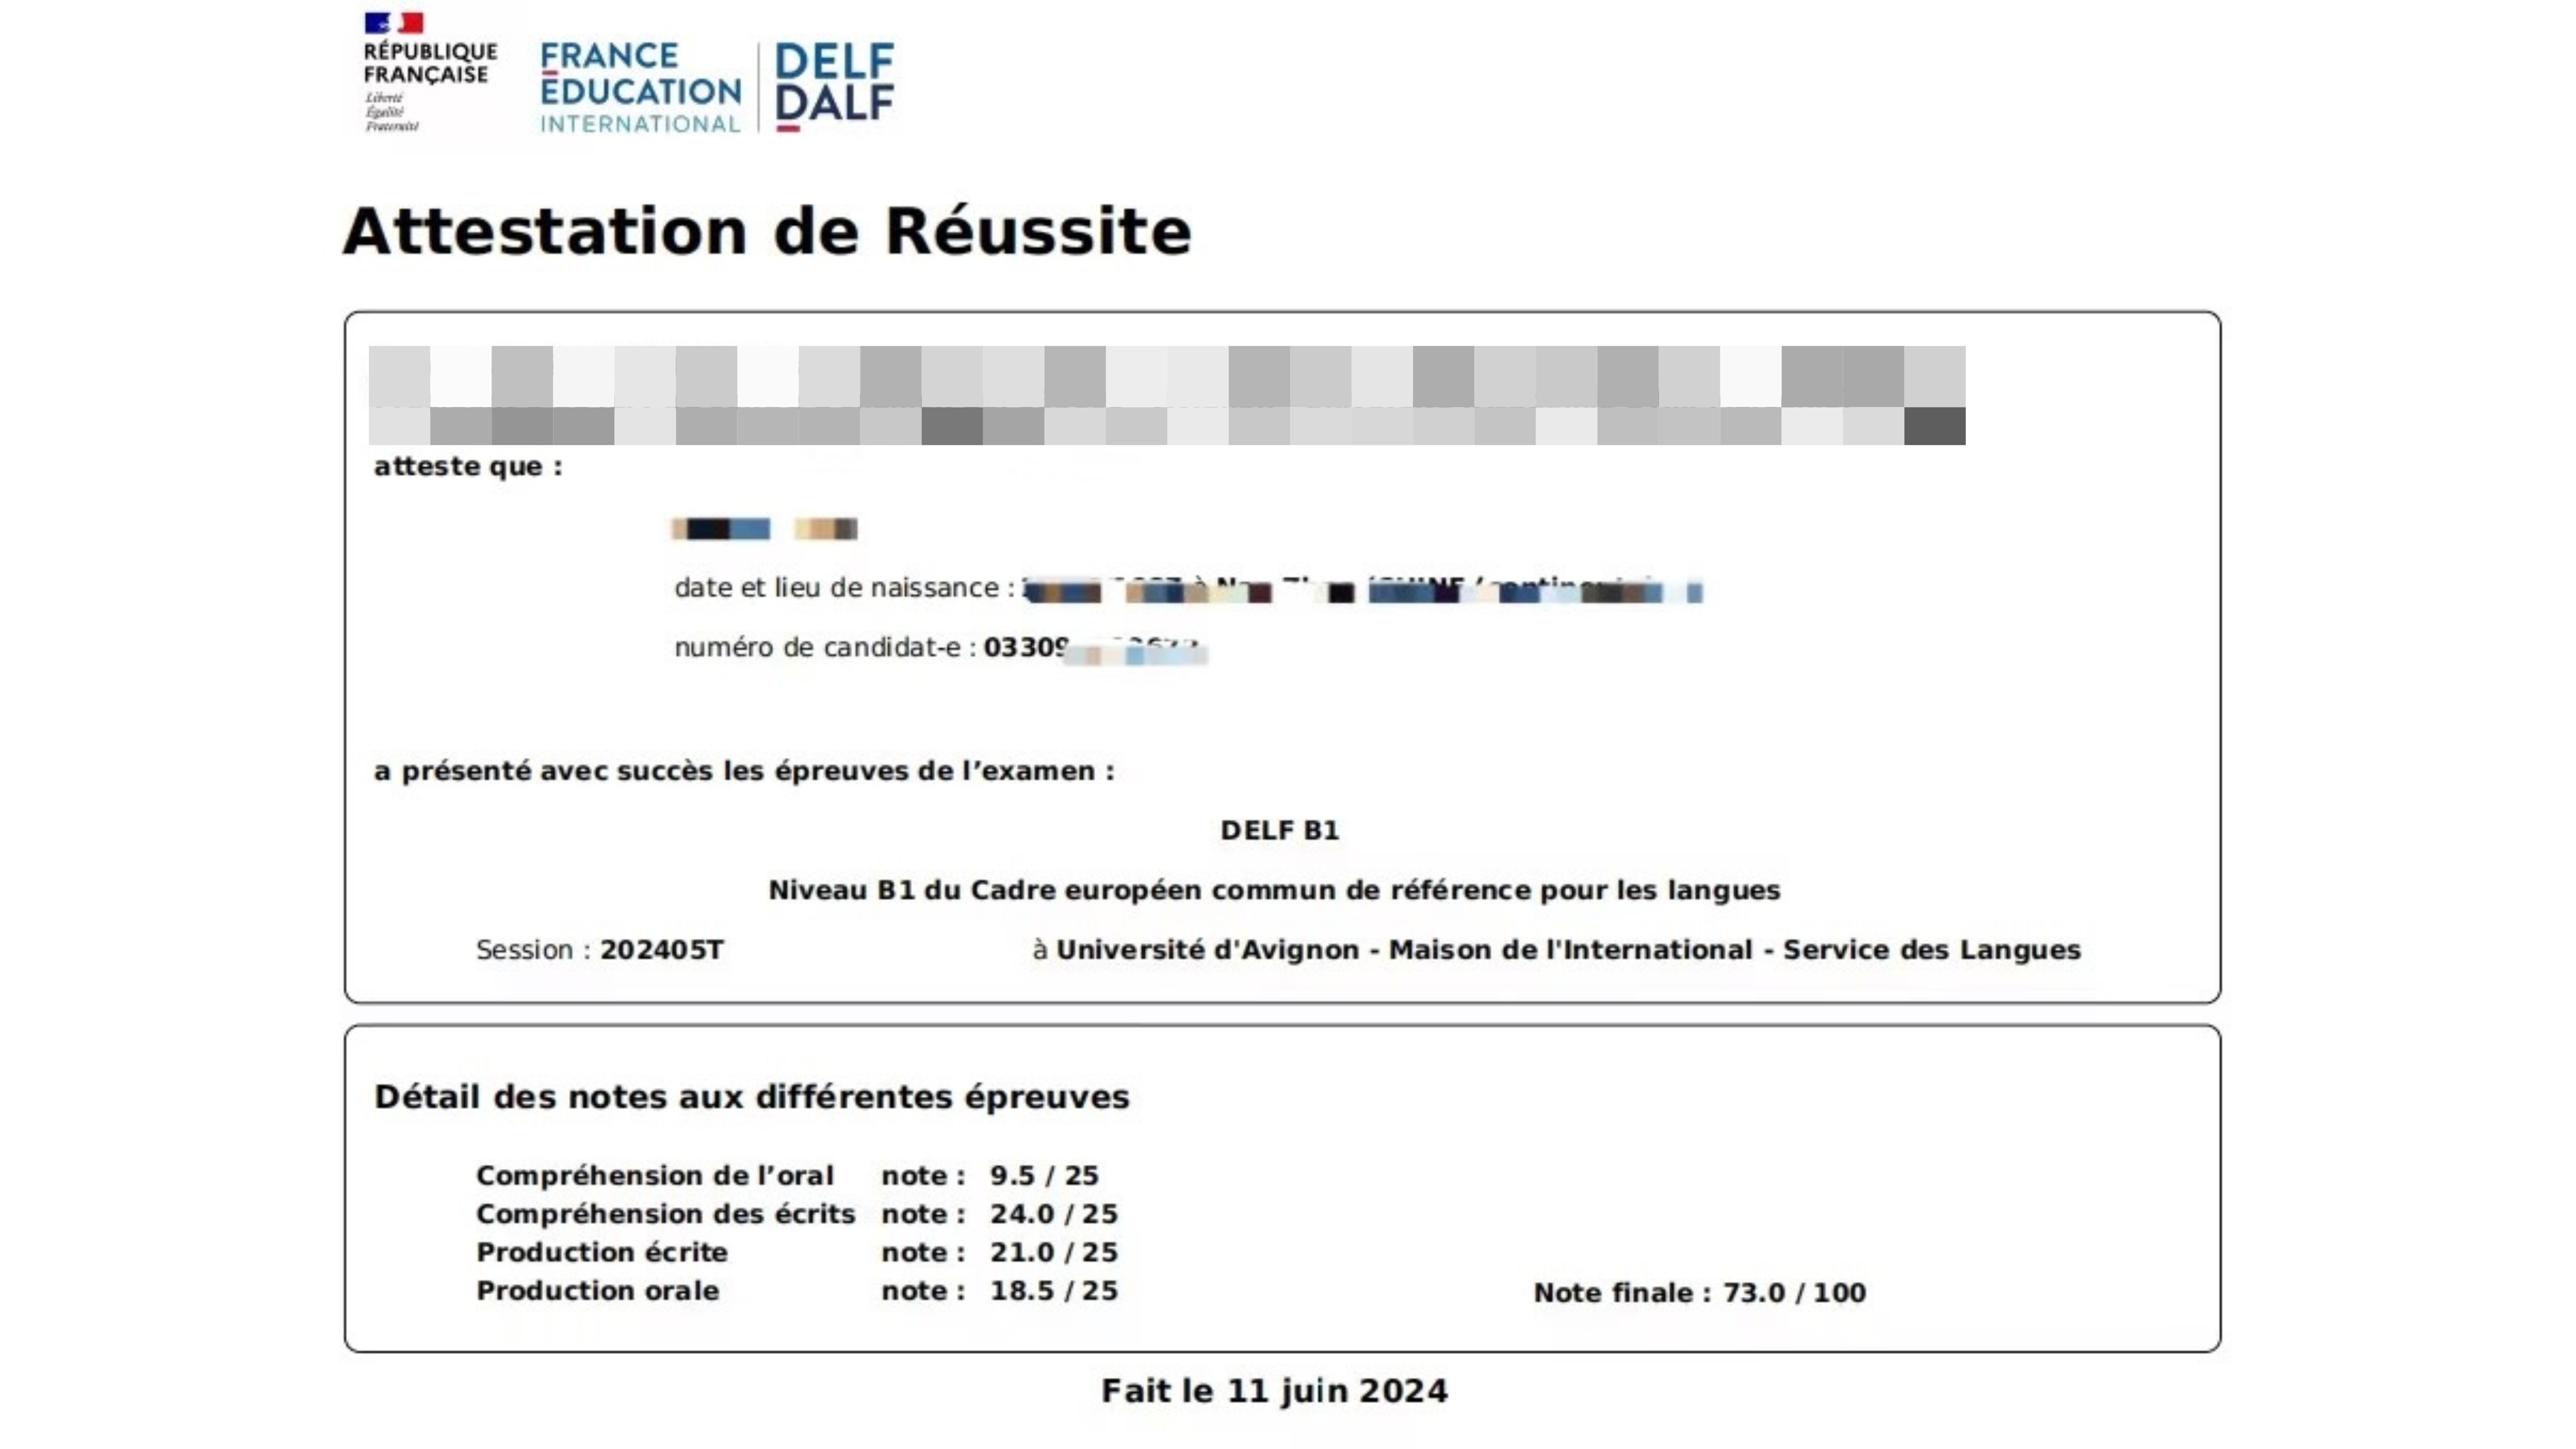 RÉPUBLIQUE
FRANÇAISE
Liberté
Égalité
Fraternité
FRANCE
ÉDUCATION
INTERNATIONAL
DELF
DALF
Attestation de Réussite
atteste que :
date et lieu de naissance :
numéro de candidat-e : 03309
a présenté avec succès les épreuves de l’examen :
DELF B1
Niveau B1 du Cadre européen commun de référence pour les langues
Session : 202405T à Université d'Avignon - Maison de l'International - Service des Langues
Détail des notes aux différentes épreuves
Compréhension de l’oral note : 9.5 / 25
Compréhension des écrits note : 24.0 / 25
Production écrite note : 21.0 / 25
Production orale note : 18.5 / 25 Note finale : 73.0 / 100
Fait le 11 juin 2024